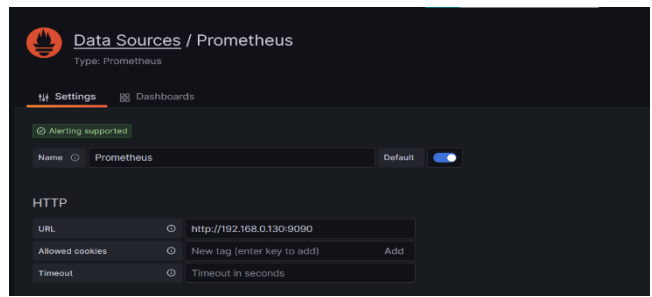 Data Sources / Prometheus
Type: Prometheus
Settings Dashboards
Alerting supported
Name Prometheus Default
HTTP
URL http://192.168.0.130:9090
Allowed cookies New tag (enter key to add) Add
Timeout Timeout in seconds